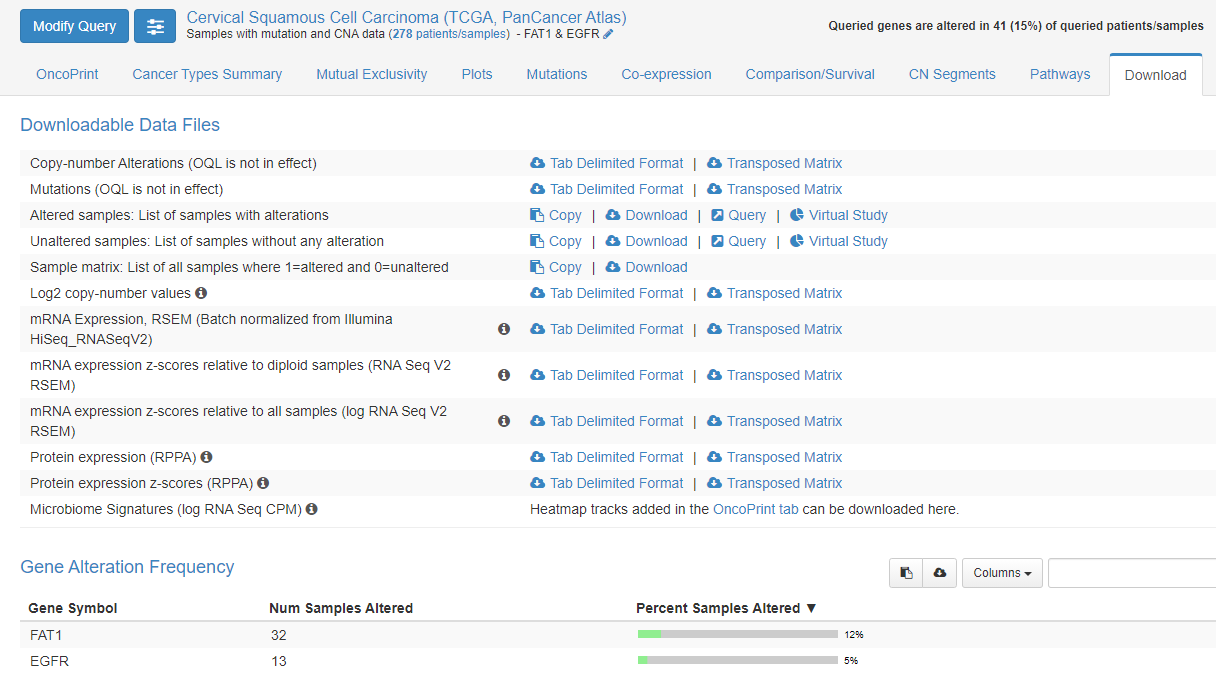 Modify Query
Cervical Squamous Cell Carcinoma (TCGA, PanCancer Atlas)
Samples with mutation and CNA data (278 patients/samples) - FAT1 & EGFR
Queried genes are altered in 41 (15%) of queried patients/samples
OncoPrint Cancer Types Summary Mutual Exclusivity Plots Mutations Co-expression Comparison/Survival CN Segments Pathways Download
Downloadable Data Files
Copy-number Alterations (OQL is not in effect) Tab Delimited Format | Transposed Matrix
Mutations (OQL is not in effect) Tab Delimited Format | Transposed Matrix
Altered samples: List of samples with alterations Copy | Download | Query | Virtual Study
Unaltered samples: List of samples without any alteration Copy | Download | Query | Virtual Study
Sample matrix: List of all samples where 1=altered and 0=unaltered Copy | Download
Log2 copy-number values Tab Delimited Format | Transposed Matrix
mRNA Expression, RSEM (Batch normalized from Illumina
HiSeq_RNASeqV2) Tab Delimited Format | Transposed Matrix
mRNA expression z-scores relative to diploid samples (RNA Seq V2
RSEM) Tab Delimited Format | Transposed Matrix
mRNA expression z-scores relative to all samples (log RNA Seq V2
RSEM) Tab Delimited Format | Transposed Matrix
Protein expression (RPPA) Tab Delimited Format | Transposed Matrix
Protein expression z-scores (RPPA) Tab Delimited Format | Transposed Matrix
Microbiome Signatures (log RNA Seq CPM) Heatmap tracks added in the OncoPrint tab can be downloaded here.
Gene Alteration Frequency
Columns
Gene Symbol Num Samples Altered Percent Samples Altered ▼
FAT1 32 12%
EGFR 13 5%